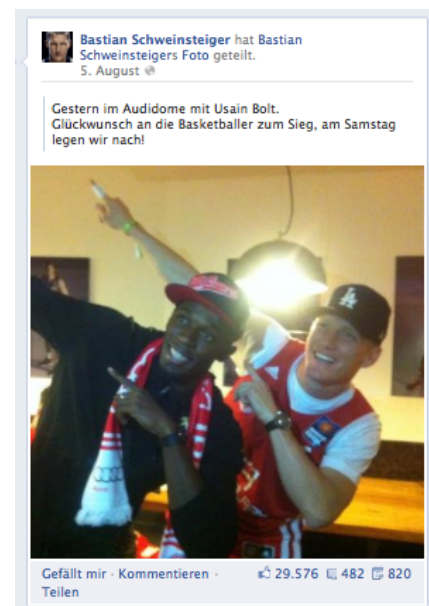 Bastian Schweinsteiger hat Bastian
Schweinsteigers Foto geteilt.
5. August
Gestern im Audidome mit Usain Bolt.
Glückwunsch an die Basketballer zum Sieg, am Samstag
legen wir nach!
LA
Gefällt mir · Kommentieren · 29.576 482 820
Teilen